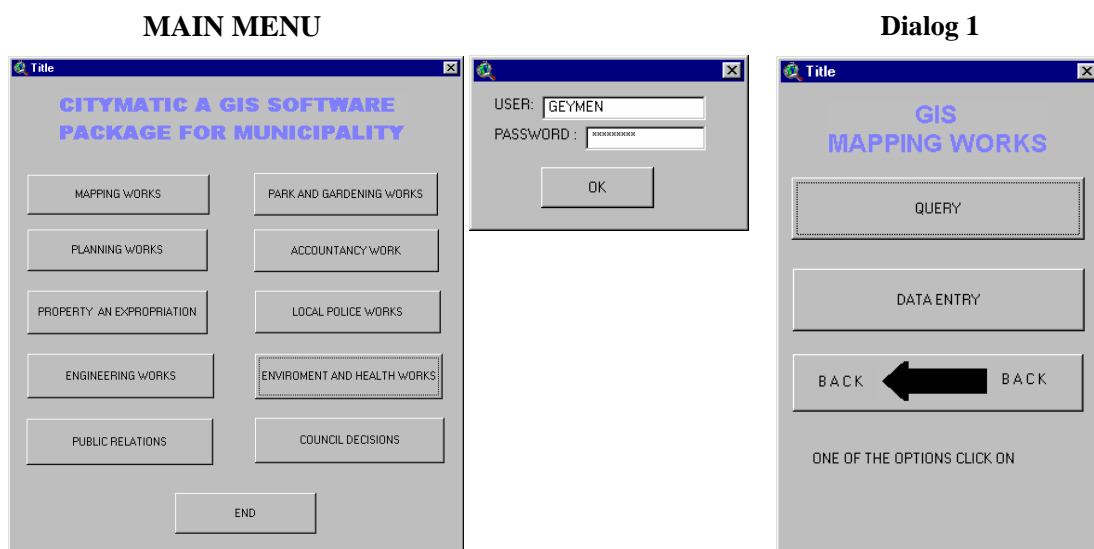 MAIN MENU
Title
CITYMATIC A GIS SOFTWARE
PACKAGE FOR MUNICIPALITY
MAPPING WORKS
PARK AND GARDENING WORKS
PLANNING WORKS
ACCOUNTANCY WORK
PROPERTY AN EXPROPRIATION
LOCAL POLICE WORKS
ENGINEERING WORKS
ENVIROMENT AND HEALTH WORKS
PUBLIC RELATIONS
COUNCIL DECISIONS
END
USER: GEYMEN
PASSWORD : *********
OK
Dialog 1
Title
GIS
MAPPING WORKS
QUERY
DATA ENTRY
BACK BACK
ONE OF THE OPTIONS CLICK ON